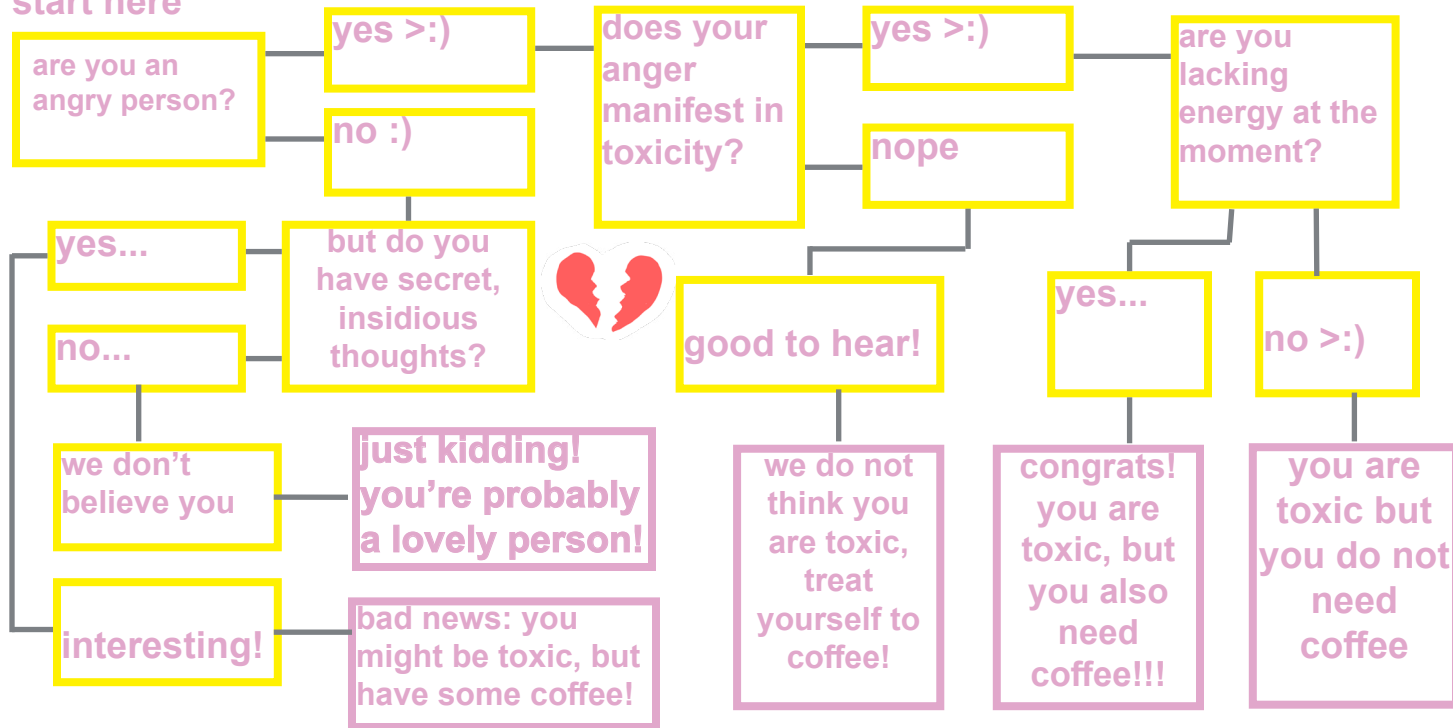 start here
are you an
angry person?
yes >:)
no :)
does your
anger
manifest in
toxicity?
yes >:)
nope
are you
lacking
energy at the
moment?
yes...
no...
but do you
have secret,
insidious
thoughts?
good to hear!
yes...
no >:)
we don't
believe you
just kidding!
you're probably
a lovely person!
interesting!
bad news: you
might be toxic, but
have some coffee!
we do not
think you
are toxic,
treat
yourself to
coffee!
congrats!
you are
toxic, but
you also
need
coffee!!!
you are
toxic but
you do not
need
coffee